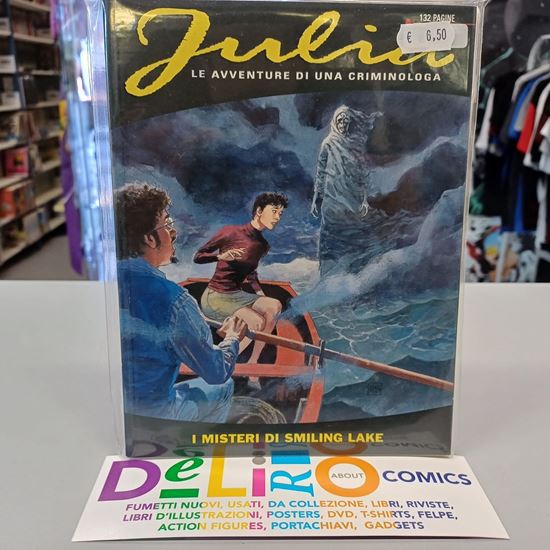 132 PAGINE
€ 6,50
Julia
LE AVVENTURE DI UNA CRIMINOLOGA
I MISTERI DI SMILING LAKE
DELIRIO
ABOUT
COMICS
FUMETTI NUOVI, USATI, DA COLLEZIONE, LIBRI, RIVISTE,
LIBRI D'ILLUSTRAZIONI, POSTERS, DVD, T-SHIRTS, FELPE,
ACTION FIGURES, PORTACHIAVI, GADGETS